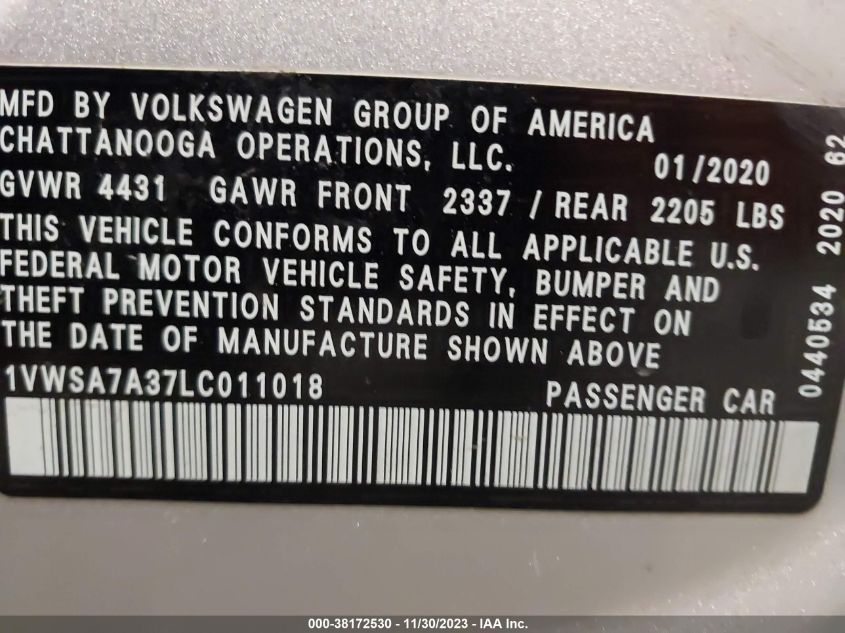 MFD BY VOLKSWAGEN GROUP OF AMERICA
CHATTANOOGA OPERATIONS, LLC. 01/2020
GVWR 4431 GAWR FRONT 2337 / REAR 2205 LBS
THIS VEHICLE CONFORMS TO ALL APPLICABLE U.S.
FEDERAL MOTOR VEHICLE SAFETY, BUMPER AND
THEFT PREVENTION STANDARDS IN EFFECT ON
THE DATE OF MANUFACTURE SHOWN ABOVE
1VWSA7A37LC011018 PASSENGER CAR
0440534 2020 62
000-38172530 - 11/30/2023 - IAA Inc.